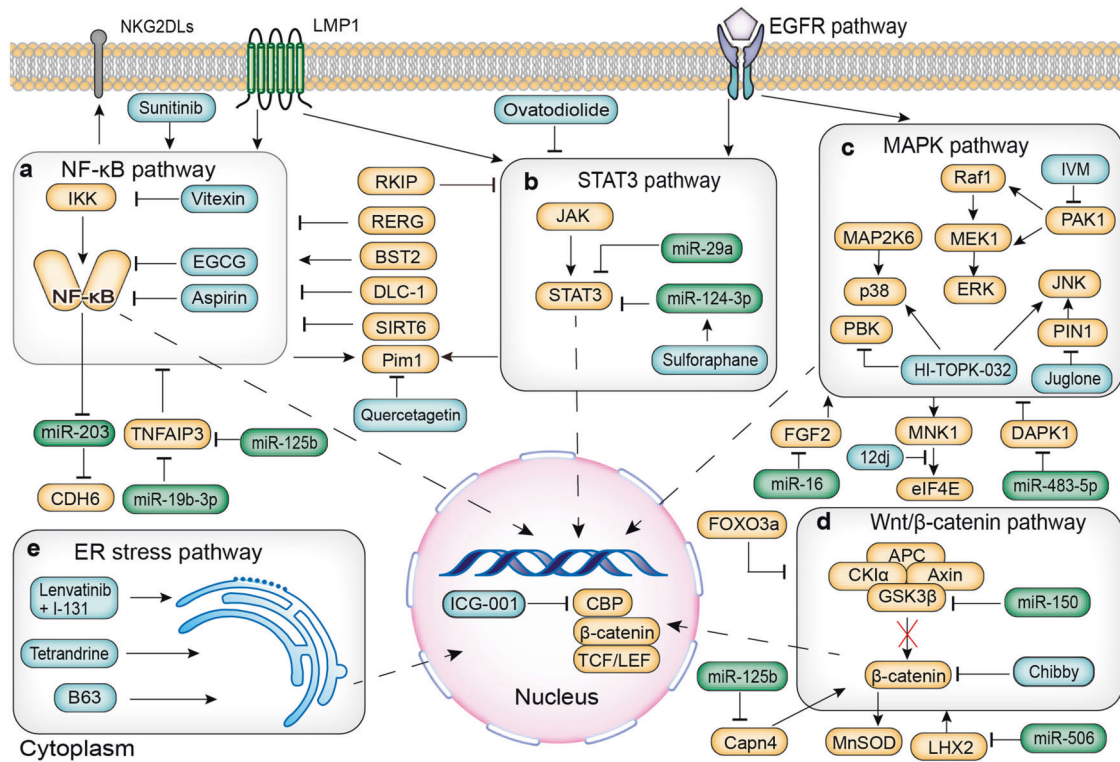 NKG2DLs
LMP1
EGFR pathway
Sunitinib
Ovatodiolide
a
NF-κB pathway
IKK
Vitexin
EGCG
NF-κB
Aspirin
RKIP
RERG
BST2
DLC-1
SIRT6
Pim1
Quercetagetin
b
STAT3 pathway
JAK
miR-29a
STAT3
miR-124-3p
Sulforaphane
c
MAPK pathway
Raf1
IVM
PAK1
MAP2K6
MEK1
p38
ERK
JNK
PBK
PIN1
HI-TOPK-032
Juglone
miR-203
TNFAIP3
miR-125b
CDH6
miR-19b-3p
FGF2
MNK1
DAPK1
12dj
miR-16
eIF4E
miR-483-5p
e
ER stress pathway
Lenvatinib
+ I-131
Tetrandrine
B63
Cytoplasm
ICG-001
CBP
β-catenin
TCF/LEF
Nucleus
FOXO3a
d
Wnt/β-catenin pathway
APC
CKIα
Axin
GSK3β
miR-150
β-catenin
Chibby
miR-125b
Capn4
MnSOD
LHX2
miR-506